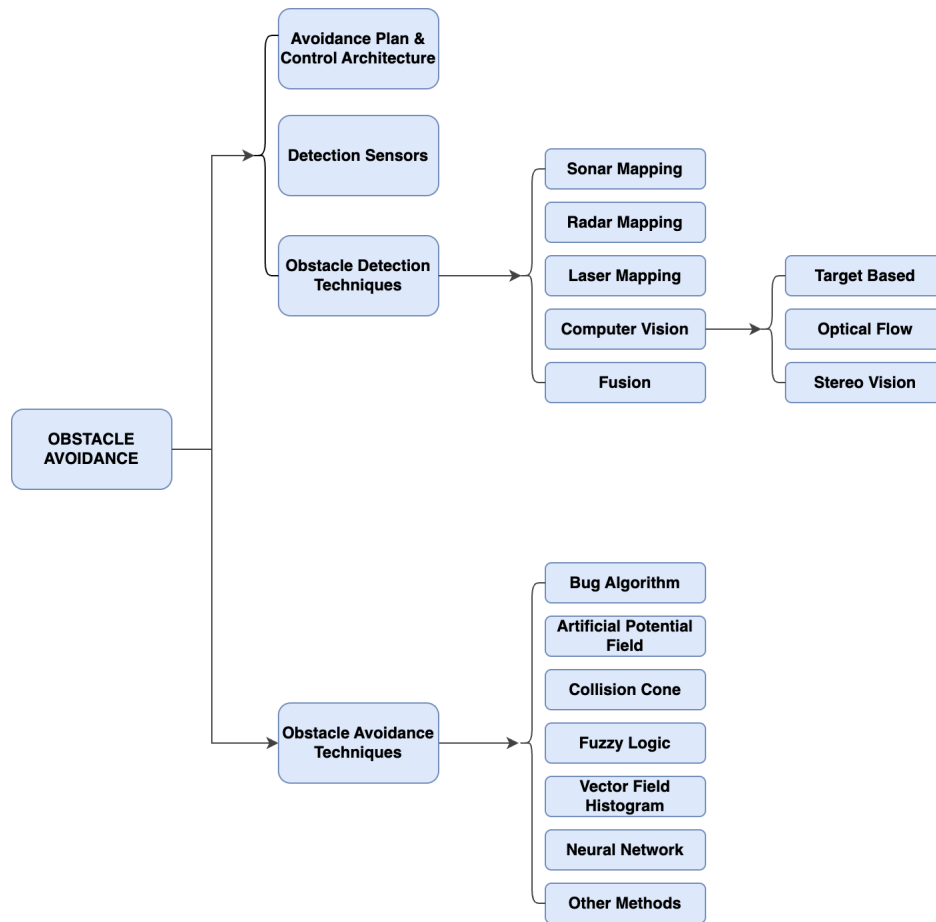 Avoidance Plan &
Control Architecture
Detection Sensors
Obstacle Detection
Techniques
Sonar Mapping
Radar Mapping
Laser Mapping
Computer Vision
Fusion
Target Based
Optical Flow
Stereo Vision
OBSTACLE
AVOIDANCE
Obstacle Avoidance
Techniques
Bug Algorithm
Artificial Potential
Field
Collision Cone
Fuzzy Logic
Vector Field
Histogram
Neural Network
Other Methods